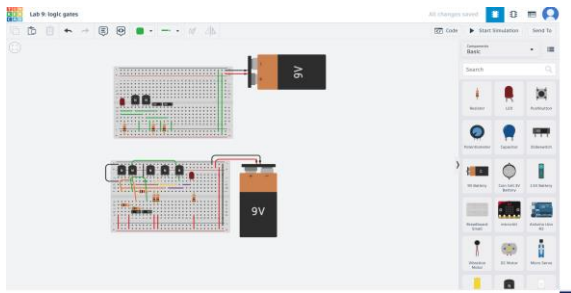 Lab 9: logic gates
All changes saved
Code
Start Simulation
Send To
Components
Basic
Search
9V
9V
Resistor
LED
Pushbutton
Potentiometer
Capacitor
Slideswitch
9V Battery
Coin Cell 3V Battery
1.5V Battery
Breadboard Small
micro:bit
Arduino Uno R3
Vibration Motor
DC Motor
Micro Servo